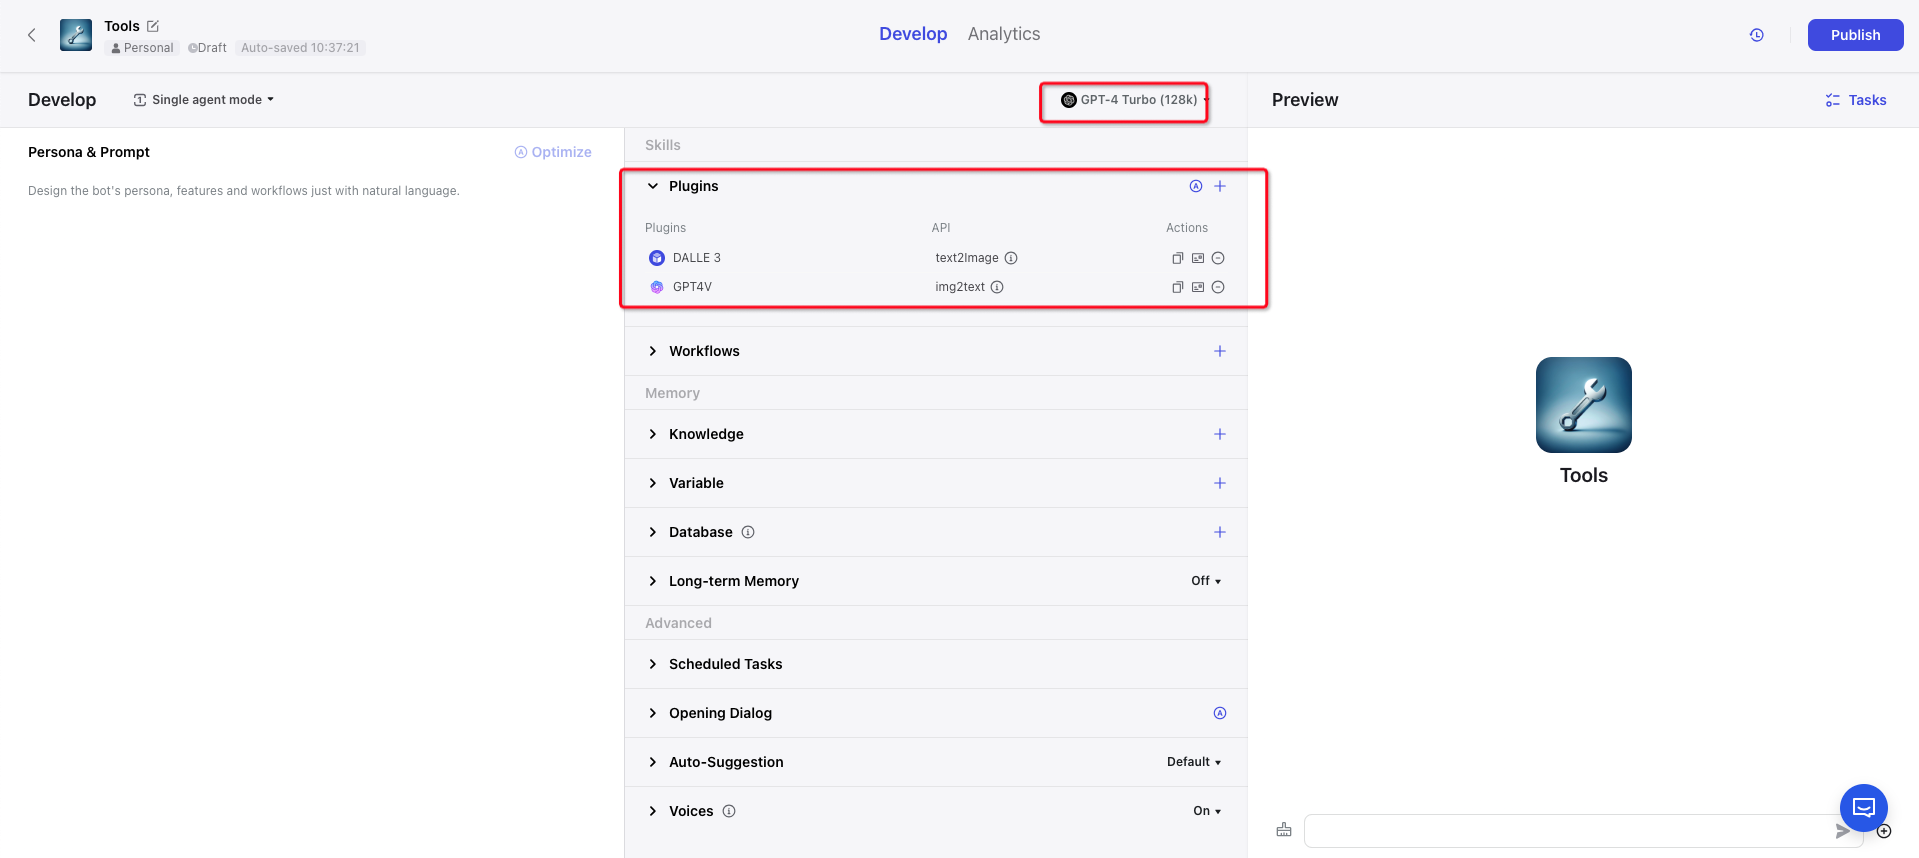 Tools
Personal Draft Auto-saved 10:37:21
Develop Analytics
Publish
Develop Single agent mode
GPT-4 Turbo (128k)
Preview
Tasks
Persona & Prompt
Optimize
Design the bot's persona, features and workflows just with natural language.
Skills
Plugins
Plugins API Actions
DALLE 3 text2Image
GPT4V img2text
Workflows
Memory
Knowledge
Variable
Database
Long-term Memory Off
Advanced
Scheduled Tasks
Opening Dialog
Auto-Suggestion Default
Voices On
Tools